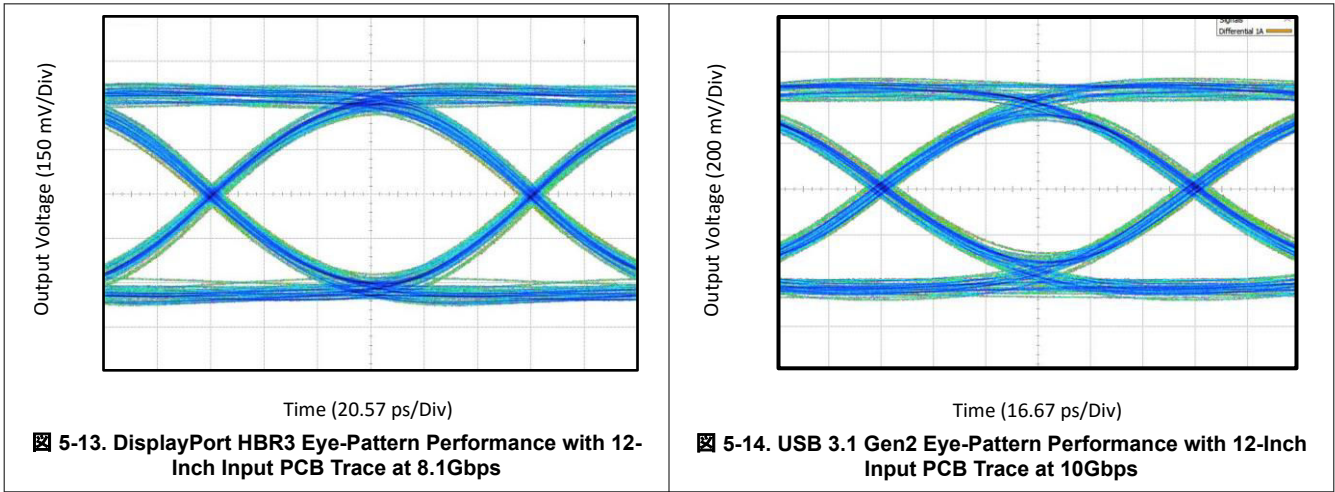 Output Voltage (150 mV/Div)
Time (20.57 ps/Div)
図 5-13. DisplayPort HBR3 Eye-Pattern Performance with 12-
Inch Input PCB Trace at 8.1Gbps
Signals
Differential 1A
Output Voltage (200 mV/Div)
Time (16.67 ps/Div)
図 5-14. USB 3.1 Gen2 Eye-Pattern Performance with 12-Inch
Input PCB Trace at 10Gbps